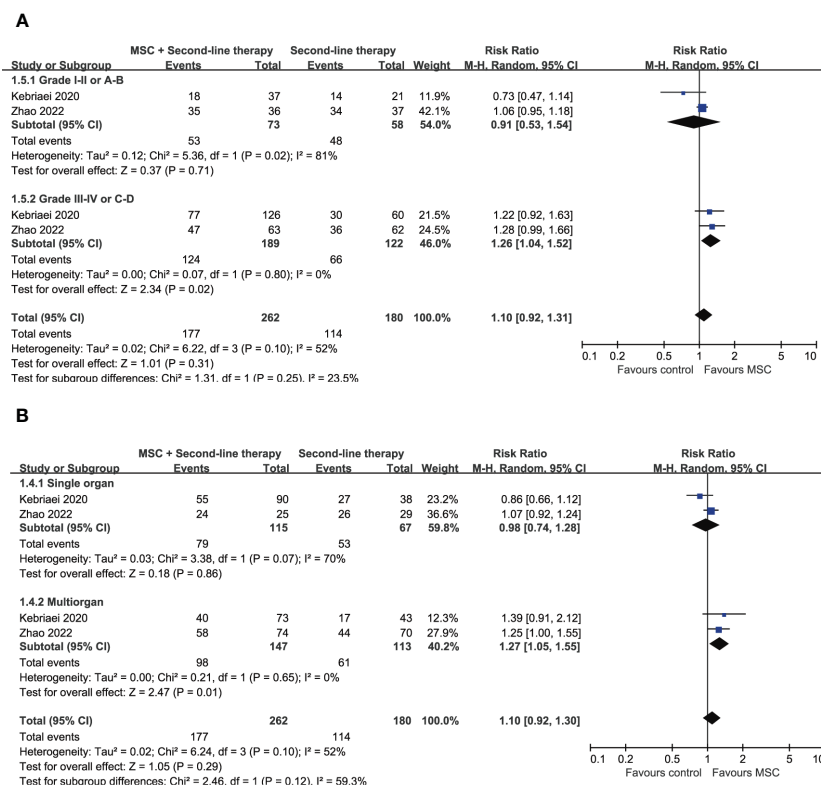 A
MSC + Second-line therapy Second-line therapy Risk Ratio Risk Ratio
Study or Subgroup Events Total Events Total Weight M-H. Random. 95% CI M-H. Random. 95% CI
1.5.1 Grade I-II or A-B
Kebriaei 2020 18 37 14 21 11.9% 0.73 [0.47, 1.14]
Zhao 2022 35 36 34 37 42.1% 1.06 [0.95, 1.18]
Subtotal (95% CI) 73 58 54.0% 0.91 [0.53, 1.54]
Total events 53 48
Heterogeneity: Tau² = 0.12; Chi² = 5.36, df = 1 (P = 0.02); I² = 81%
Test for overall effect: Z = 0.37 (P = 0.71)
1.5.2 Grade III-IV or C-D
Kebriaei 2020 77 126 30 60 21.5% 1.22 [0.92, 1.63]
Zhao 2022 47 63 36 62 24.5% 1.28 [0.99, 1.66]
Subtotal (95% CI) 189 122 46.0% 1.26 [1.04, 1.52]
Total events 124 66
Heterogeneity: Tau² = 0.00; Chi² = 0.07, df = 1 (P = 0.80); I² = 0%
Test for overall effect: Z = 2.34 (P = 0.02)
Total (95% CI) 262 180 100.0% 1.10 [0.92, 1.31]
Total events 177 114
Heterogeneity: Tau² = 0.02; Chi² = 6.22, df = 3 (P = 0.10); I² = 52%
Test for overall effect: Z = 1.01 (P = 0.31)
Test for subgroup differences: Chi² = 1.31. df = 1 (P = 0.25). I² = 23.5%
0.1 0.2 0.5 1 2 5 10
Favours control Favours MSC
B
MSC + Second-line therapy Second-line therapy Risk Ratio Risk Ratio
Study or Subgroup Events Total Events Total Weight M-H. Random. 95% CI M-H. Random. 95% CI
1.4.1 Single organ
Kebriaei 2020 55 90 27 38 23.2% 0.86 [0.66, 1.12]
Zhao 2022 24 25 26 29 36.6% 1.07 [0.92, 1.24]
Subtotal (95% CI) 115 67 59.8% 0.98 [0.74, 1.28]
Total events 79 53
Heterogeneity: Tau² = 0.03; Chi² = 3.38, df = 1 (P = 0.07); I² = 70%
Test for overall effect: Z = 0.18 (P = 0.86)
1.4.2 Multiorgan
Kebriaei 2020 40 73 17 43 12.3% 1.39 [0.91, 2.12]
Zhao 2022 58 74 44 70 27.9% 1.25 [1.00, 1.55]
Subtotal (95% CI) 147 113 40.2% 1.27 [1.05, 1.55]
Total events 98 61
Heterogeneity: Tau² = 0.00; Chi² = 0.21, df = 1 (P = 0.65); I² = 0%
Test for overall effect: Z = 2.47 (P = 0.01)
Total (95% CI) 262 180 100.0% 1.10 [0.92, 1.30]
Total events 177 114
Heterogeneity: Tau² = 0.02; Chi² = 6.24, df = 3 (P = 0.10); I² = 52%
Test for overall effect: Z = 1.05 (P = 0.29)
Test for subgroup differences: Chi² = 2.46. df = 1 (P = 0.12). I² = 59.3%
0.1 0.2 0.5 1 2 5 10
Favours control Favours MSC